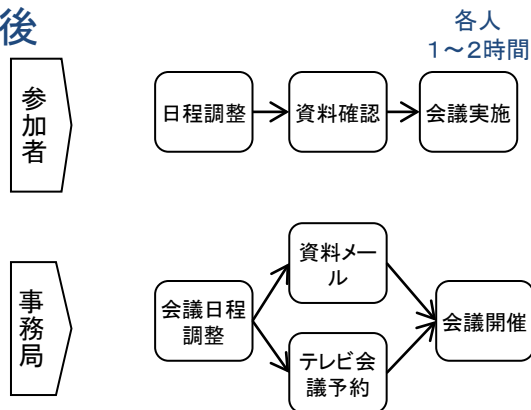 後
各人
1～2時間
参加者
日程調整
資料確認
会議実施
事務局
会議日程
調整
資料メー
ル
テレビ会
議予約
会議開催